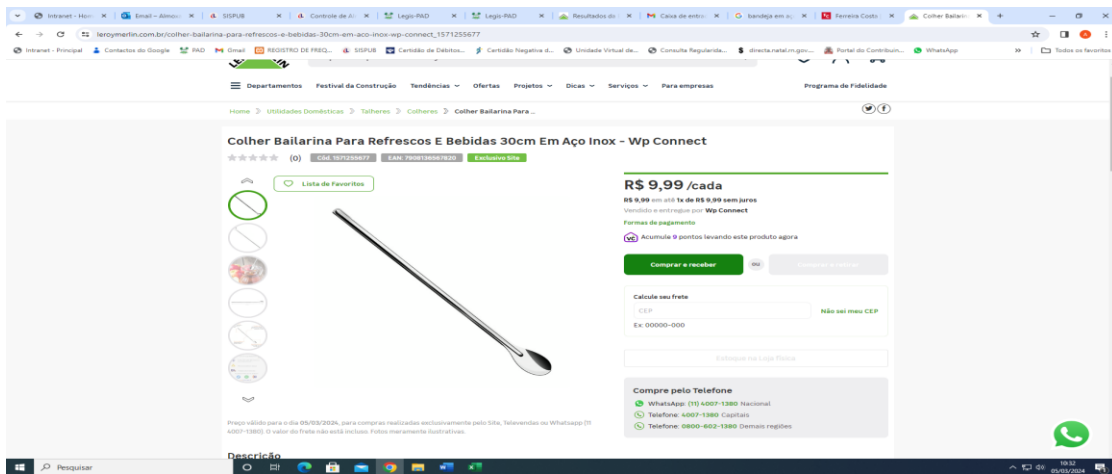 Intranet - Hom
Email – Almox
SISPUB
Controle de Al
Legis-PAD
Legis-PAD
Resultados do
Caixa de entra
bandeja em aç
Ferreira Costa
Colher Bailarin
leroymerlin.com.br/colher-bailarina-para-refrescos-e-bebidas-30cm-em-aco-inox-wp-connect_1571255677
Intranet - Principal
Contactos do Google
PAD
Gmail
REGISTRO DE FREQ...
SISPUB
Certidão de Débitos...
Certidão Negativa d...
Unidade Virtual de...
Consulta Regularida...
directa.natal.rn.gov...
Portal do Contribuin...
WhatsApp
Todos os favoritos
Departamentos
Festival da Construção
Tendências
Ofertas
Projetos
Dicas
Serviços
Para empresas
Programa de Fidelidade
Home > Utilidades Domésticas > Talheres > Colheres > Colher Bailarina Para ...
Colher Bailarina Para Refrescos E Bebidas 30cm Em Aço Inox - Wp Connect
(0) Cód. 1571255677 EAN: 7908136567820 Exclusivo Site
Lista de Favoritos
R$ 9,99 /cada
R$ 9,99 em até 1x de R$ 9,99 sem juros
Vendido e entregue por Wp Connect
Formas de pagamento
VC Acumule 9 pontos levando este produto agora
Comprar e receber
ou
Calcule seu frete
CEP
Não sei meu CEP
Ex: 00000-000
Estoque na Loja Física
Compre pelo Telefone
WhatsApp: (11) 4007-1380 Nacional
Telefone: 4007-1380 Capitais
Telefone: 0800-602-1380 Demais regiões
Preço válido para o dia 05/03/2024, para compras realizadas exclusivamente pelo Site, Televendas ou Whatsapp (11
4007-1380). O valor do frete não está incluso. Fotos meramente ilustrativas.
Descrição
Pesquisar
10:32
05/03/2024